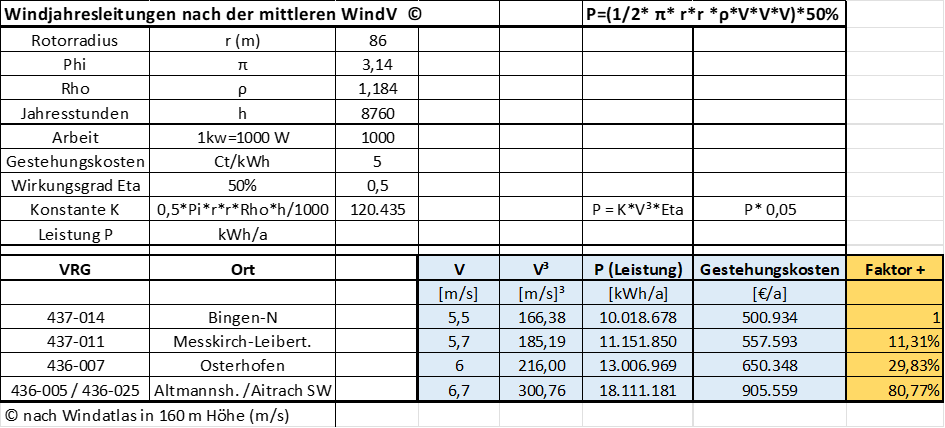 Windjahresleitungen nach der mittleren WindV © P=(1/2* π* r*r *ρ*V*V*V)*50%
Rotorradius r (m) 86
Phi π 3,14
Rho ρ 1,184
Jahresstunden h 8760
Arbeit 1kw=1000 W 1000
Gestehungskosten Ct/kWh 5
Wirkungsgrad Eta 50% 0,5
Konstante K 0,5*Pi*r*r*Rho*h/1000 120.435 P = K*V³*Eta P* 0,05
Leistung P kWh/a
VRG Ort V V³ P (Leistung) Gestehungskosten Faktor +
[m/s] [m/s]³ [kWh/a] [€/a]
437-014 Bingen-N 5,5 166,38 10.018.678 500.934 1
437-011 Messkirch-Leibert. 5,7 185,19 11.151.850 557.593 11,31%
436-007 Osterhofen 6 216,00 13.006.969 650.348 29,83%
436-005 / 436-025 Altmannsh. /Aitrach SW 6,7 300,76 18.111.181 905.559 80,77%
© nach Windatlas in 160 m Höhe (m/s)